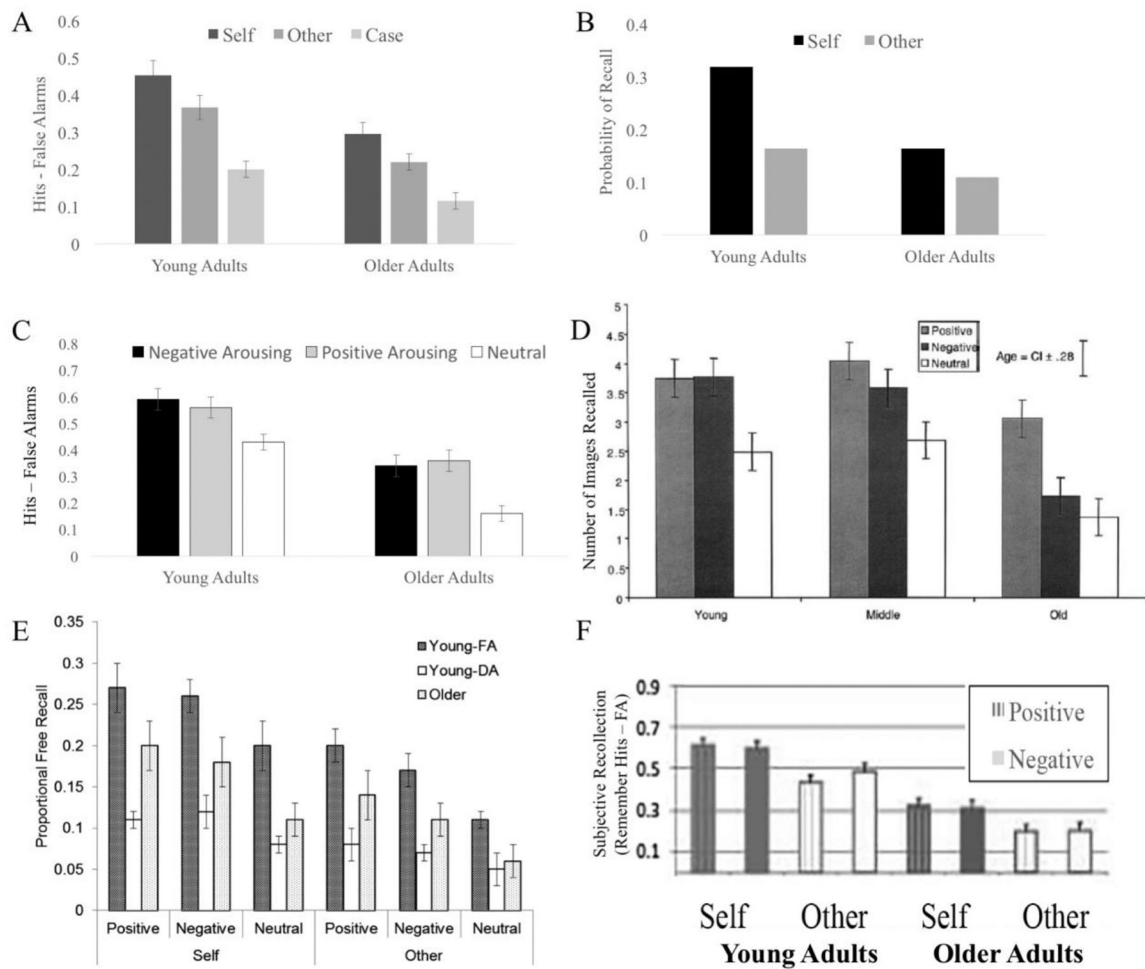 A
0.6
Self Other Case
0.5
0.4
0.3
0.2
0.1
0
Hits - False Alarms
Young Adults Older Adults
B
0.4
Self Other
0.3
0.2
0.1
0
Probability of Recall
Young Adults Older Adults
C
0.8
Negative Arousing Positive Arousing Neutral
0.7
0.6
0.5
0.4
0.3
0.2
0.1
0
Hits – False Alarms
Young Adults Older Adults
D
5
4.5
4
3.5
3
2.5
2
1.5
1
.5
0
Number of Images Recalled
Positive
Negative
Neutral
Age = CI ± .28
Young Middle Old
E
0.35
0.3
0.25
0.2
0.15
0.1
0.05
0
Proportional Free Recall
Young-FA
Young-DA
Older
Positive Negative Neutral Positive Negative Neutral
Self Other
F
0.9
0.7
0.5
0.3
0.1
Subjective Recollection
(Remember Hits – FA)
Positive
Negative
Self Other Self Other
Young Adults Older Adults